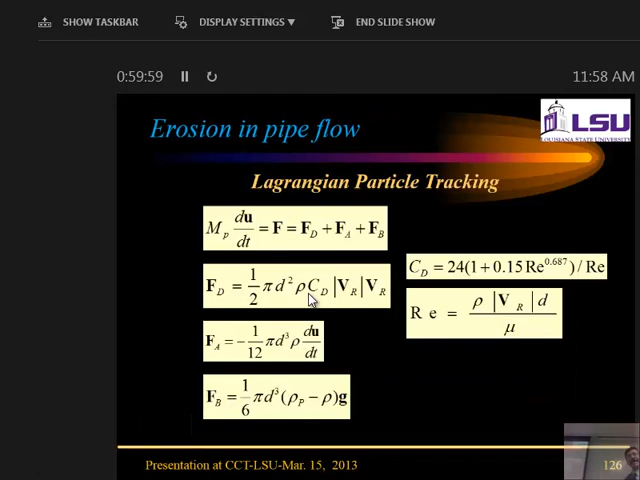 SHOW TASKBAR DISPLAY SETTINGS ▼ END SLIDE SHOW
0:59:59 11:58 AM
Erosion in pipe flow
LSU
LOUISIANA STATE UNIVERSITY
Lagrangian Particle Tracking
M_p du/dt = F = F_D + F_A + F_B
C_D = 24(1 + 0.15 Re^0.687) / Re
F_D = 1/2 π d² ρ C_D |V_R| V_R
Re = ρ |V_R| d / μ
F_A = − 1/12 π d³ ρ du/dt
F_B = 1/6 π d³ (ρ_P − ρ) g
Presentation at CCT-LSU-Mar. 15, 2013 126